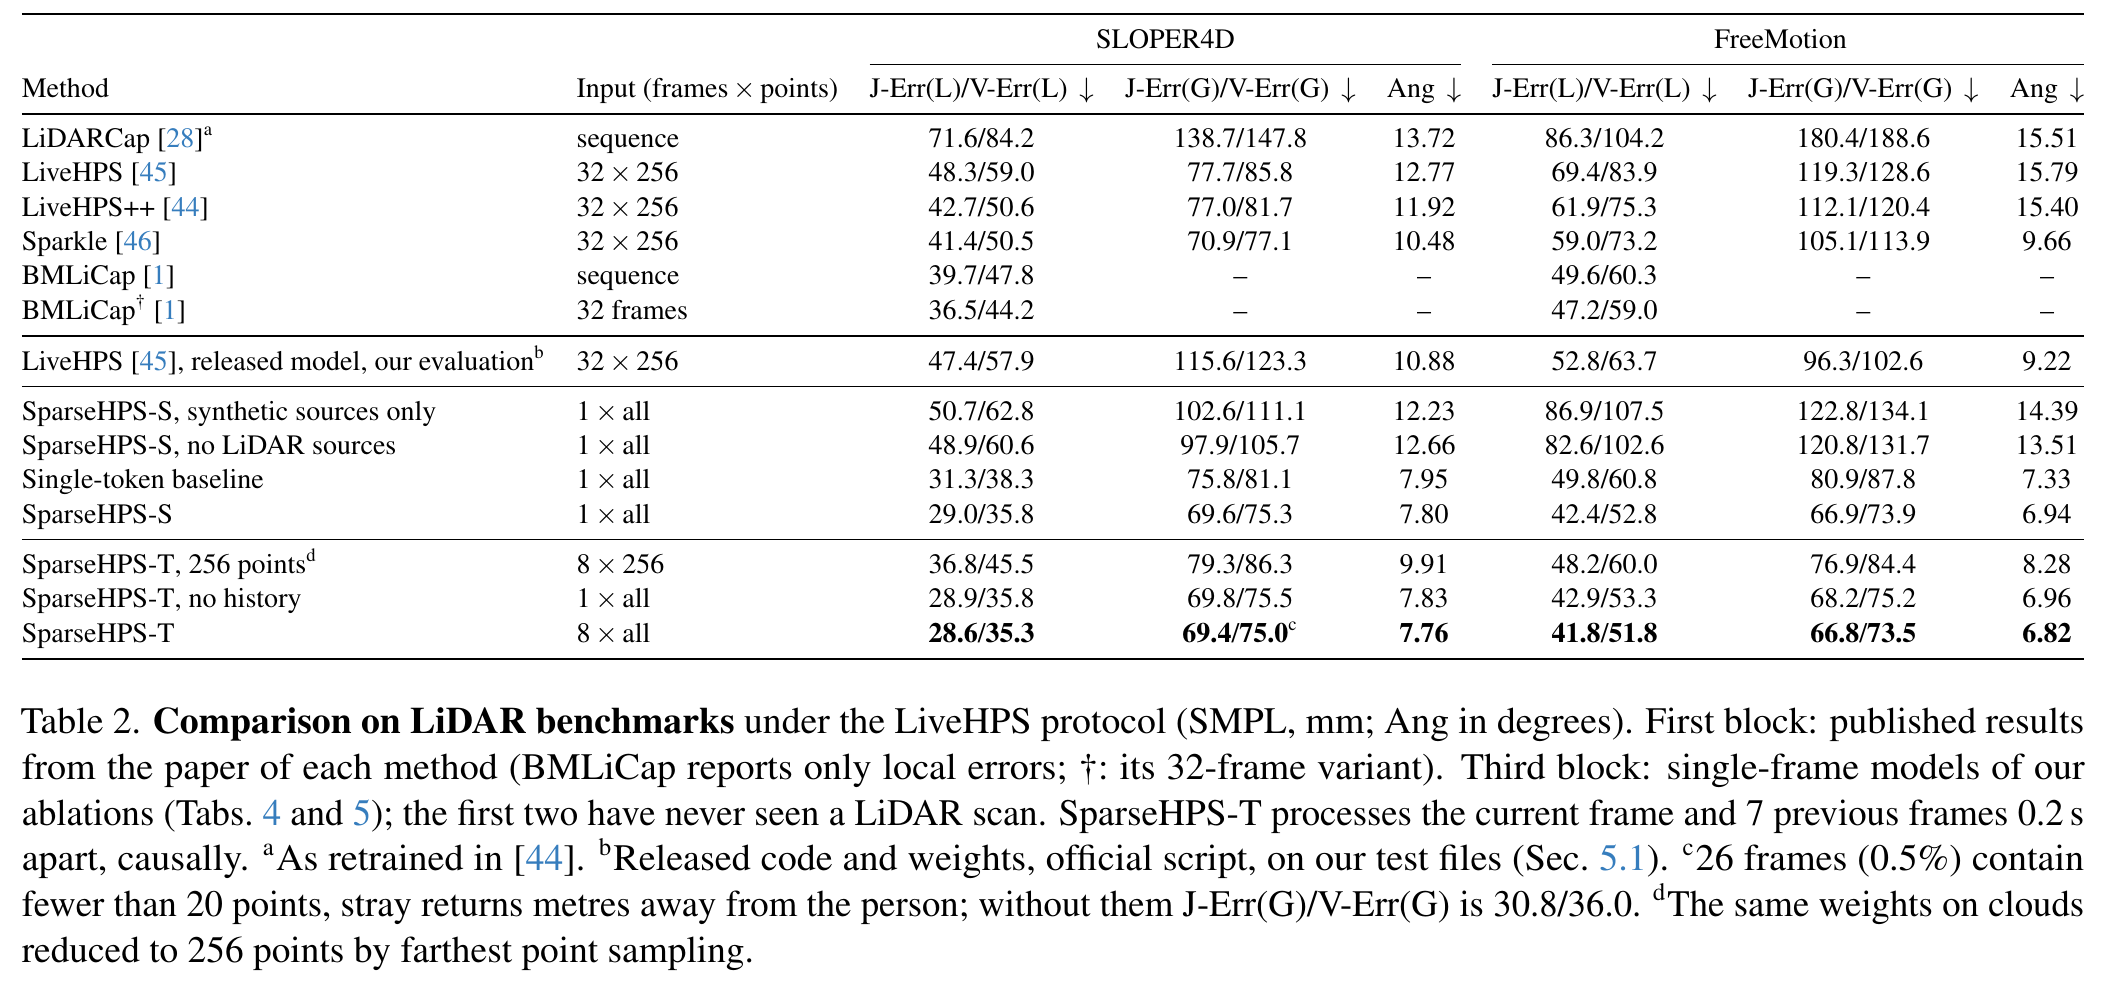 SLOPER4D FreeMotion
Method Input (frames × points) J-Err(L)/V-Err(L) ↓ J-Err(G)/V-Err(G) ↓ Ang ↓ J-Err(L)/V-Err(L) ↓ J-Err(G)/V-Err(G) ↓ Ang ↓
LiDARCap [28]ᵃ sequence 71.6/84.2 138.7/147.8 13.72 86.3/104.2 180.4/188.6 15.51
LiveHPS [45] 32 × 256 48.3/59.0 77.7/85.8 12.77 69.4/83.9 119.3/128.6 15.79
LiveHPS++ [44] 32 × 256 42.7/50.6 77.0/81.7 11.92 61.9/75.3 112.1/120.4 15.40
Sparkle [46] 32 × 256 41.4/50.5 70.9/77.1 10.48 59.0/73.2 105.1/113.9 9.66
BMLiCap [1] sequence 39.7/47.8 – – 49.6/60.3 – –
BMLiCap† [1] 32 frames 36.5/44.2 – – 47.2/59.0 – –
LiveHPS [45], released model, our evaluationᵇ 32 × 256 47.4/57.9 115.6/123.3 10.88 52.8/63.7 96.3/102.6 9.22
SparseHPS-S, synthetic sources only 1 × all 50.7/62.8 102.6/111.1 12.23 86.9/107.5 122.8/134.1 14.39
SparseHPS-S, no LiDAR sources 1 × all 48.9/60.6 97.9/105.7 12.66 82.6/102.6 120.8/131.7 13.51
Single-token baseline 1 × all 31.3/38.3 75.8/81.1 7.95 49.8/60.8 80.9/87.8 7.33
SparseHPS-S 1 × all 29.0/35.8 69.6/75.3 7.80 42.4/52.8 66.9/73.9 6.94
SparseHPS-T, 256 pointsᵈ 8 × 256 36.8/45.5 79.3/86.3 9.91 48.2/60.0 76.9/84.4 8.28
SparseHPS-T, no history 1 × all 28.9/35.8 69.8/75.5 7.83 42.9/53.3 68.2/75.2 6.96
SparseHPS-T 8 × all 28.6/35.3 69.4/75.0ᶜ 7.76 41.8/51.8 66.8/73.5 6.82
Table 2. Comparison on LiDAR benchmarks under the LiveHPS protocol (SMPL, mm; Ang in degrees). First block: published results
from the paper of each method (BMLiCap reports only local errors; †: its 32-frame variant). Third block: single-frame models of our
ablations (Tabs. 4 and 5); the first two have never seen a LiDAR scan. SparseHPS-T processes the current frame and 7 previous frames 0.2 s
apart, causally. ᵃAs retrained in [44]. ᵇReleased code and weights, official script, on our test files (Sec. 5.1). ᶜ26 frames (0.5%) contain
fewer than 20 points, stray returns metres away from the person; without them J-Err(G)/V-Err(G) is 30.8/36.0. ᵈThe same weights on clouds
reduced to 256 points by farthest point sampling.